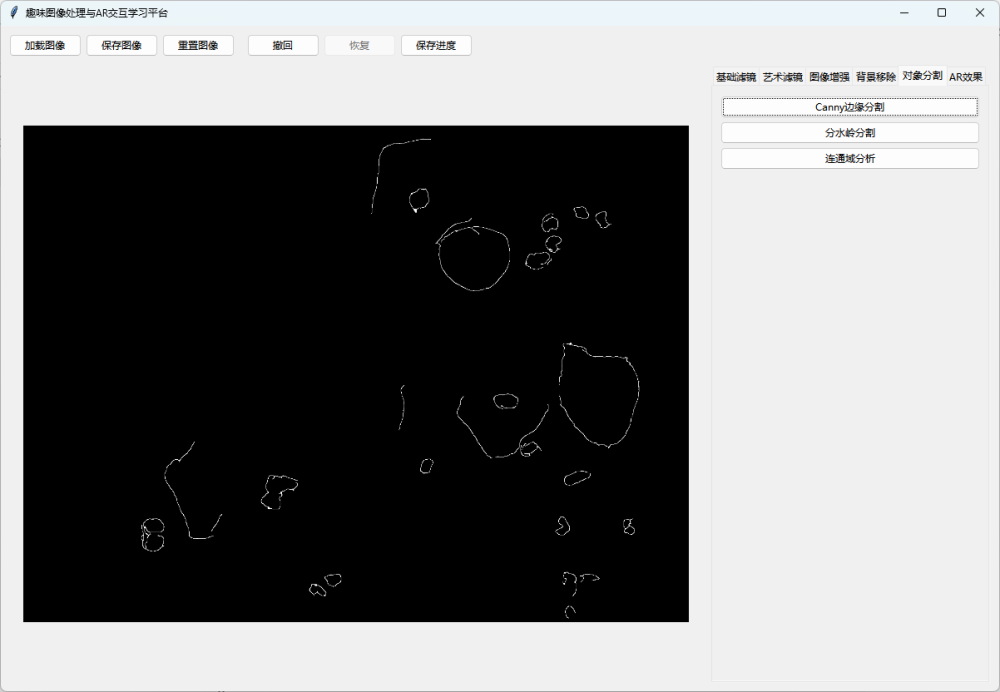 趣味图像处理与AR交互学习平台
加载图像 保存图像 重置图像 撤回 恢复 保存进度
基础滤镜 艺术滤镜 图像增强 背景移除 对象分割 AR效果
Canny边缘分割
分水岭分割
连通域分析